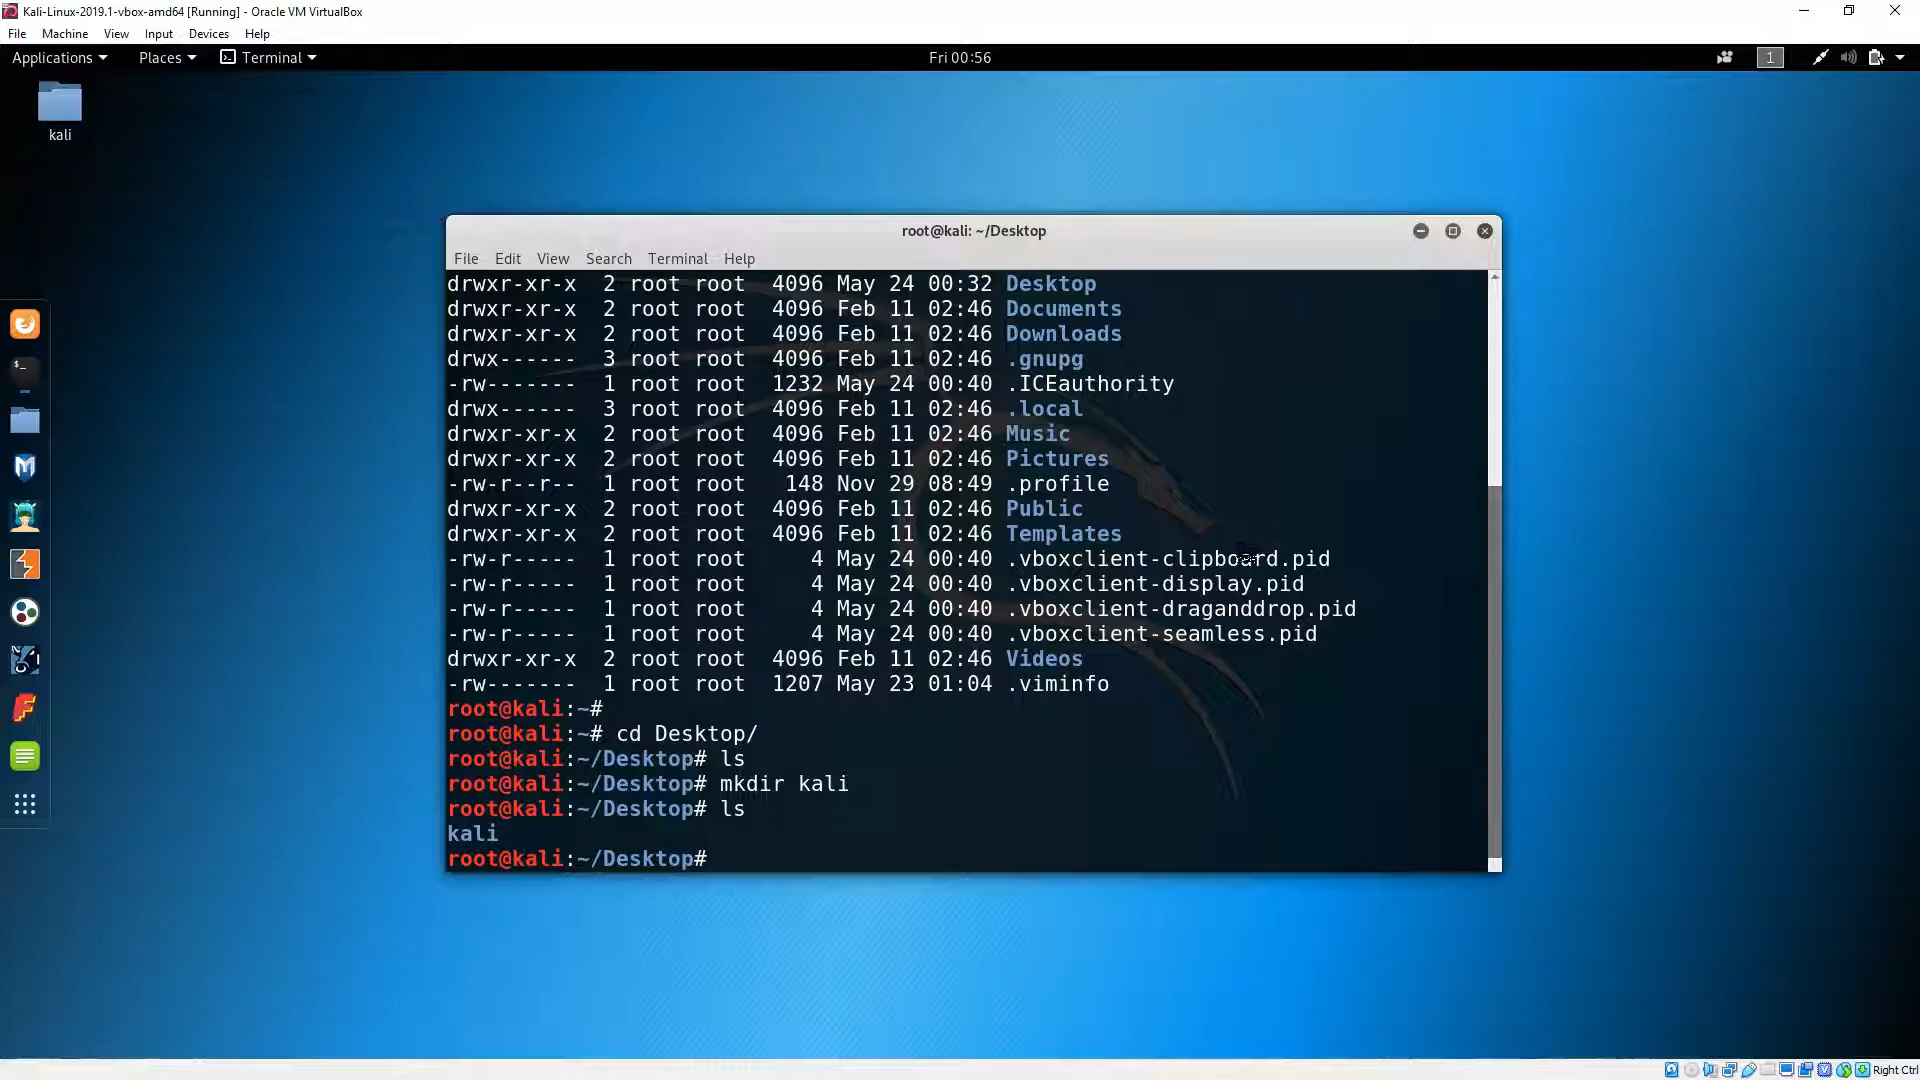 Kali-Linux-2019.1-vbox-amd64 [Running] - Oracle VM VirtualBox
File Machine View Input Devices Help
Applications Places Terminal Fri 00:56 1
kali
root@kali: ~/Desktop
File Edit View Search Terminal Help
drwxr-xr-x 2 root root 4096 May 24 00:32 Desktop
drwxr-xr-x 2 root root 4096 Feb 11 02:46 Documents
drwxr-xr-x 2 root root 4096 Feb 11 02:46 Downloads
drwx------ 3 root root 4096 Feb 11 02:46 .gnupg
-rw------- 1 root root 1232 May 24 00:40 .ICEauthority
drwx------ 3 root root 4096 Feb 11 02:46 .local
drwxr-xr-x 2 root root 4096 Feb 11 02:46 Music
drwxr-xr-x 2 root root 4096 Feb 11 02:46 Pictures
-rw-r--r-- 1 root root 148 Nov 29 08:49 .profile
drwxr-xr-x 2 root root 4096 Feb 11 02:46 Public
drwxr-xr-x 2 root root 4096 Feb 11 02:46 Templates
-rw-r----- 1 root root 4 May 24 00:40 .vboxclient-clipboard.pid
-rw-r----- 1 root root 4 May 24 00:40 .vboxclient-display.pid
-rw-r----- 1 root root 4 May 24 00:40 .vboxclient-draganddrop.pid
-rw-r----- 1 root root 4 May 24 00:40 .vboxclient-seamless.pid
drwxr-xr-x 2 root root 4096 Feb 11 02:46 Videos
-rw------- 1 root root 1207 May 23 01:04 .viminfo
root@kali:~#
root@kali:~# cd Desktop/
root@kali:~/Desktop# ls
root@kali:~/Desktop# mkdir kali
root@kali:~/Desktop# ls
kali
root@kali:~/Desktop#
Right Ctrl